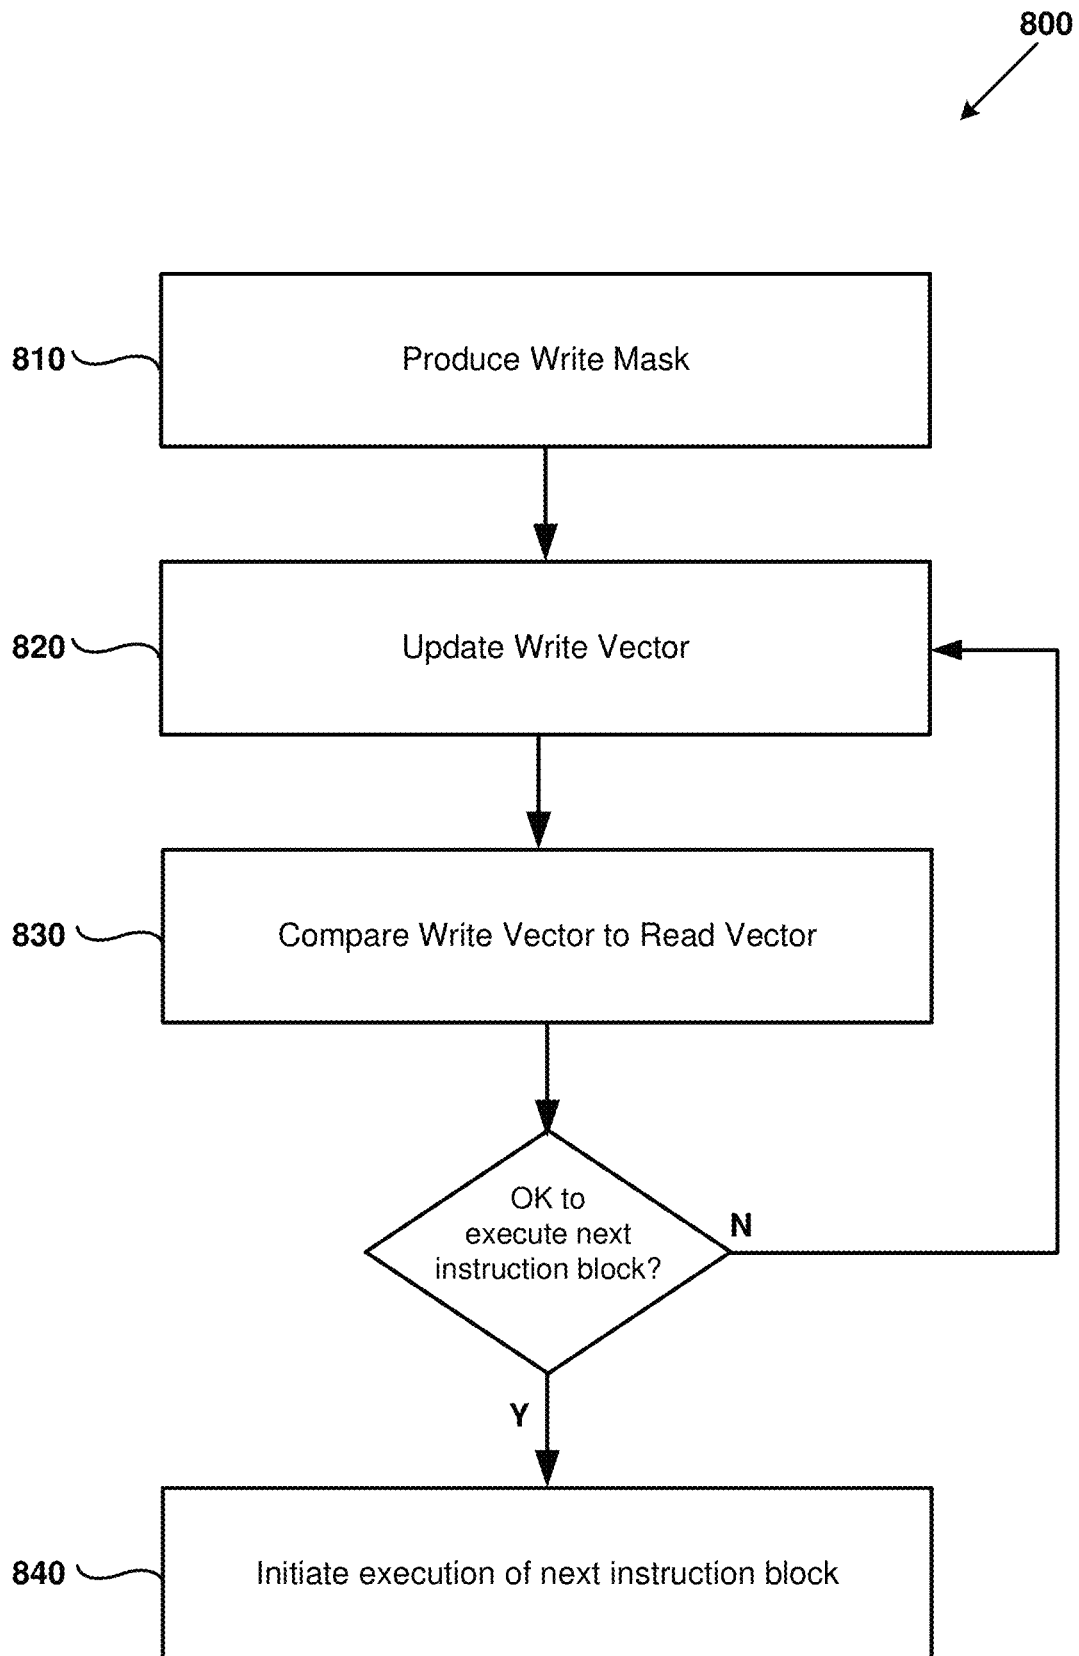 800
810
Produce Write Mask
820
Update Write Vector
830
Compare Write Vector to Read Vector
OK to
execute next
instruction block?
N
Y
840
Initiate execution of next instruction block